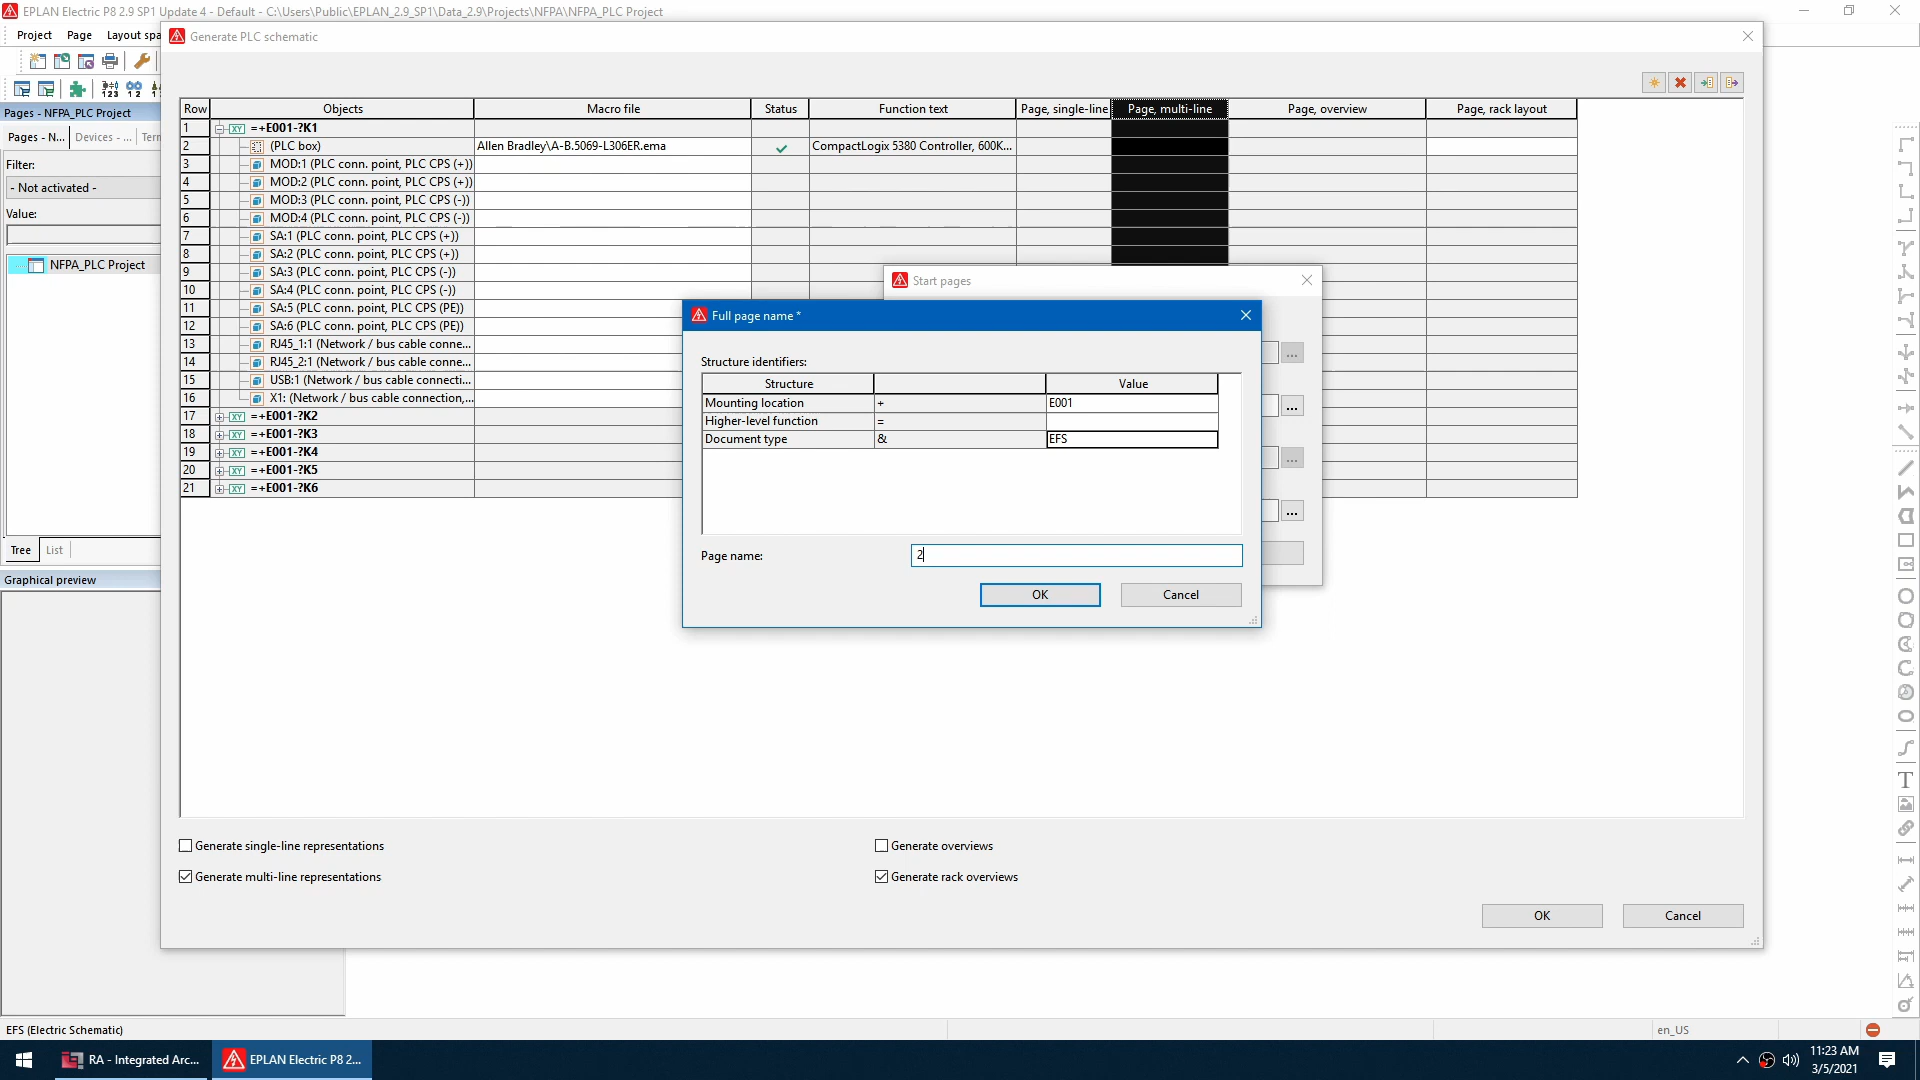 EPLAN Electric P8 2.9 SP1 Update 4 - Default - C:\Users\Public\EPLAN_2.9_SP1\Data_2.9\Projects\NFPA\NFPA_PLC Project
Project Page Layout spa
Generate PLC schematic
Pages - NFPA_PLC Project
Pages - N... Devices - ... Tern
Filter:
- Not activated -
Value:
NFPA_PLC Project
Tree List
Graphical preview
Row Objects Macro file Status Function text Page, single-line Page, multi-line Page, overview Page, rack layout
1 =+E001-?K1
2 (PLC box) Allen Bradley\A-B.5069-L306ER.ema CompactLogix 5380 Controller, 600K...
3 MOD:1 (PLC conn. point, PLC CPS (+))
4 MOD:2 (PLC conn. point, PLC CPS (+))
5 MOD:3 (PLC conn. point, PLC CPS (-))
6 MOD:4 (PLC conn. point, PLC CPS (-))
7 SA:1 (PLC conn. point, PLC CPS (+))
8 SA:2 (PLC conn. point, PLC CPS (+))
9 SA:3 (PLC conn. point, PLC CPS (-))
10 SA:4 (PLC conn. point, PLC CPS (-))
11 SA:5 (PLC conn. point, PLC CPS (PE))
12 SA:6 (PLC conn. point, PLC CPS (PE))
13 RJ45_1:1 (Network / bus cable conne...
14 RJ45_2:1 (Network / bus cable conne...
15 USB:1 (Network / bus cable connecti...
16 X1: (Network / bus cable connection,...
17 =+E001-?K2
18 =+E001-?K3
19 =+E001-?K4
20 =+E001-?K5
21 =+E001-?K6
Start pages
...
...
...
...
Full page name *
Structure identifiers:
Structure Value
Mounting location + E001
Higher-level function =
Document type & EFS
Page name: 2
OK Cancel
Generate single-line representations Generate overviews
Generate multi-line representations Generate rack overviews
OK Cancel
EFS (Electric Schematic) en_US
RA - Integrated Arc... EPLAN Electric P8 2...
11:23 AM
3/5/2021